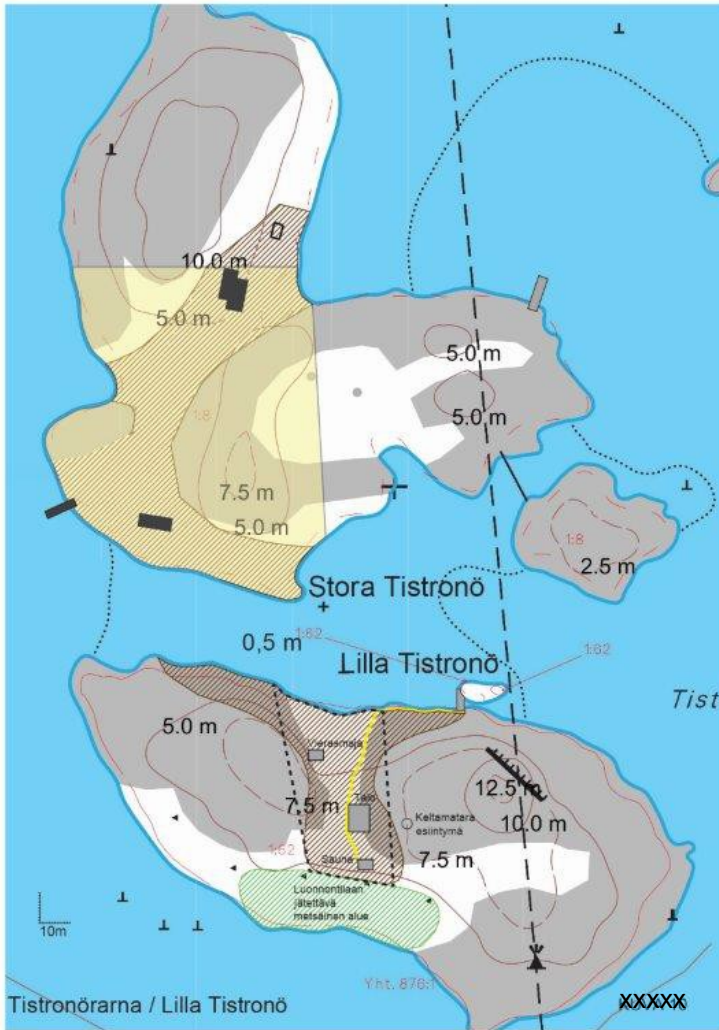 10.0 m
5.0 m
5.0 m
5.0 m
1:8
7.5 m
5.0 m
1:8
2.5 m
Stora Tistronö
0,5 m
1:62
Lilla Tistronö
1:62
Tist
5.0 m
Vierasmaja
12.5 m
7.5 m
Talo
10.0 m
Keltamatara
esiintymä
1:62
7.5 m
Sauna
Luonnontilaan
jätettävä
metsäinen alue
10m
Yht. 876:1
Tistronörarna / Lilla Tistronö
XXXXX